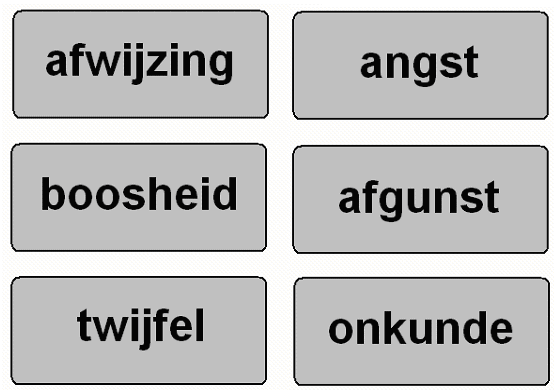 afwijzing
angst
boosheid
afgunst
twijfel
onkunde